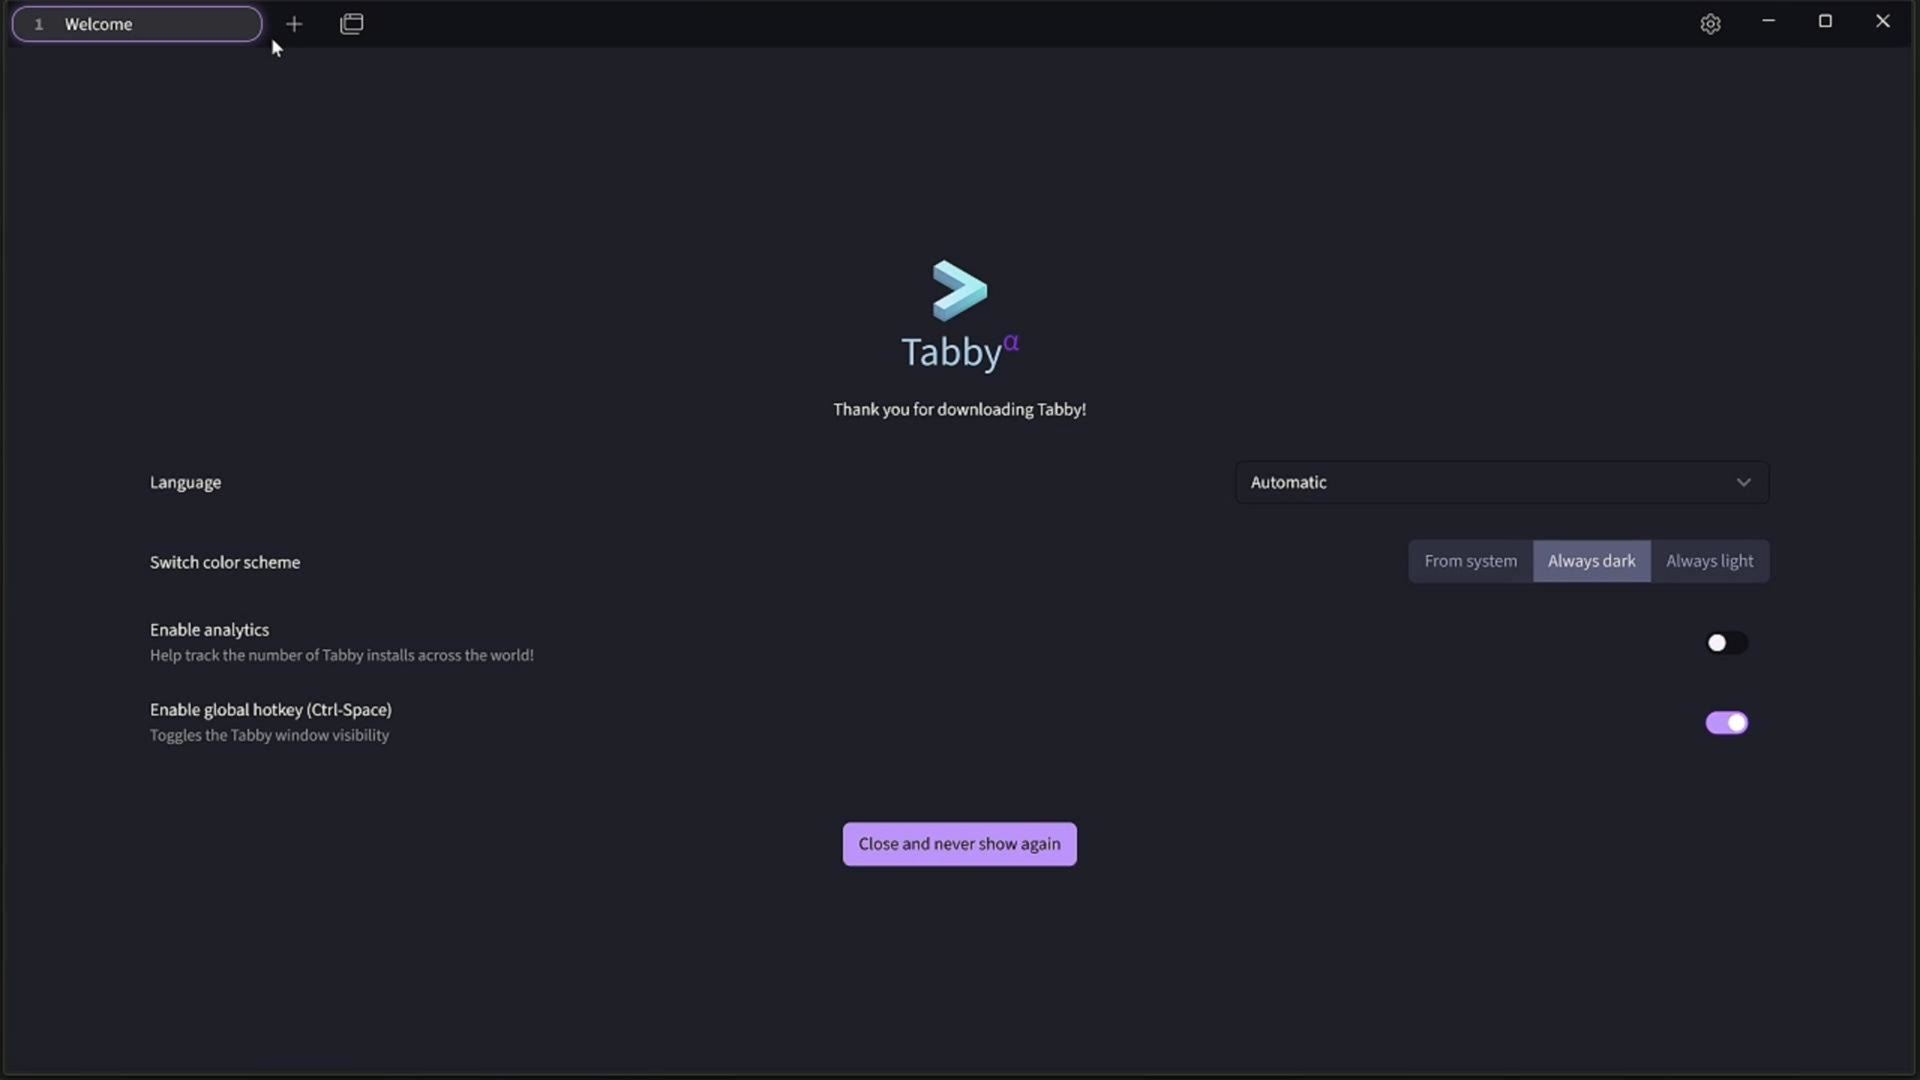 1 Welcome
Tabbyα
Thank you for downloading Tabby!
Language
Automatic
Switch color scheme
From system Always dark Always light
Enable analytics
Help track the number of Tabby installs across the world!
Enable global hotkey (Ctrl-Space)
Toggles the Tabby window visibility
Close and never show again